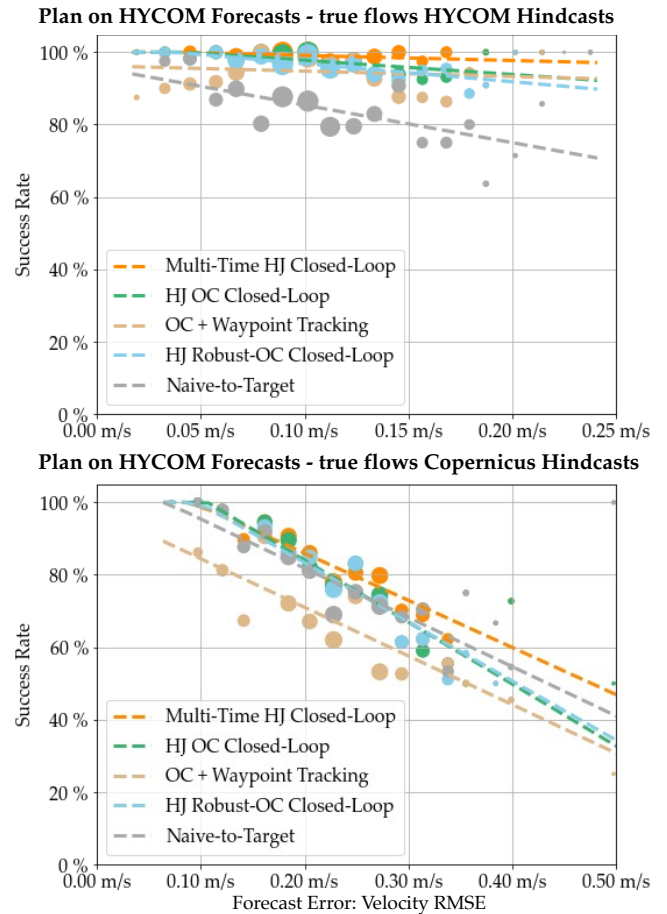 Plan on HYCOM Forecasts - true flows HYCOM Hindcasts
100 %
80 %
60 %
40 %
20 %
0 %
Success Rate
Multi-Time HJ Closed-Loop
HJ OC Closed-Loop
OC + Waypoint Tracking
HJ Robust-OC Closed-Loop
Naive-to-Target
0.00 m/s 0.05 m/s 0.10 m/s 0.15 m/s 0.20 m/s 0.25 m/s
Plan on HYCOM Forecasts - true flows Copernicus Hindcasts
100 %
80 %
60 %
40 %
20 %
0 %
Success Rate
Multi-Time HJ Closed-Loop
HJ OC Closed-Loop
OC + Waypoint Tracking
HJ Robust-OC Closed-Loop
Naive-to-Target
0.00 m/s 0.10 m/s 0.20 m/s 0.30 m/s 0.40 m/s 0.50 m/s
Forecast Error: Velocity RMSE